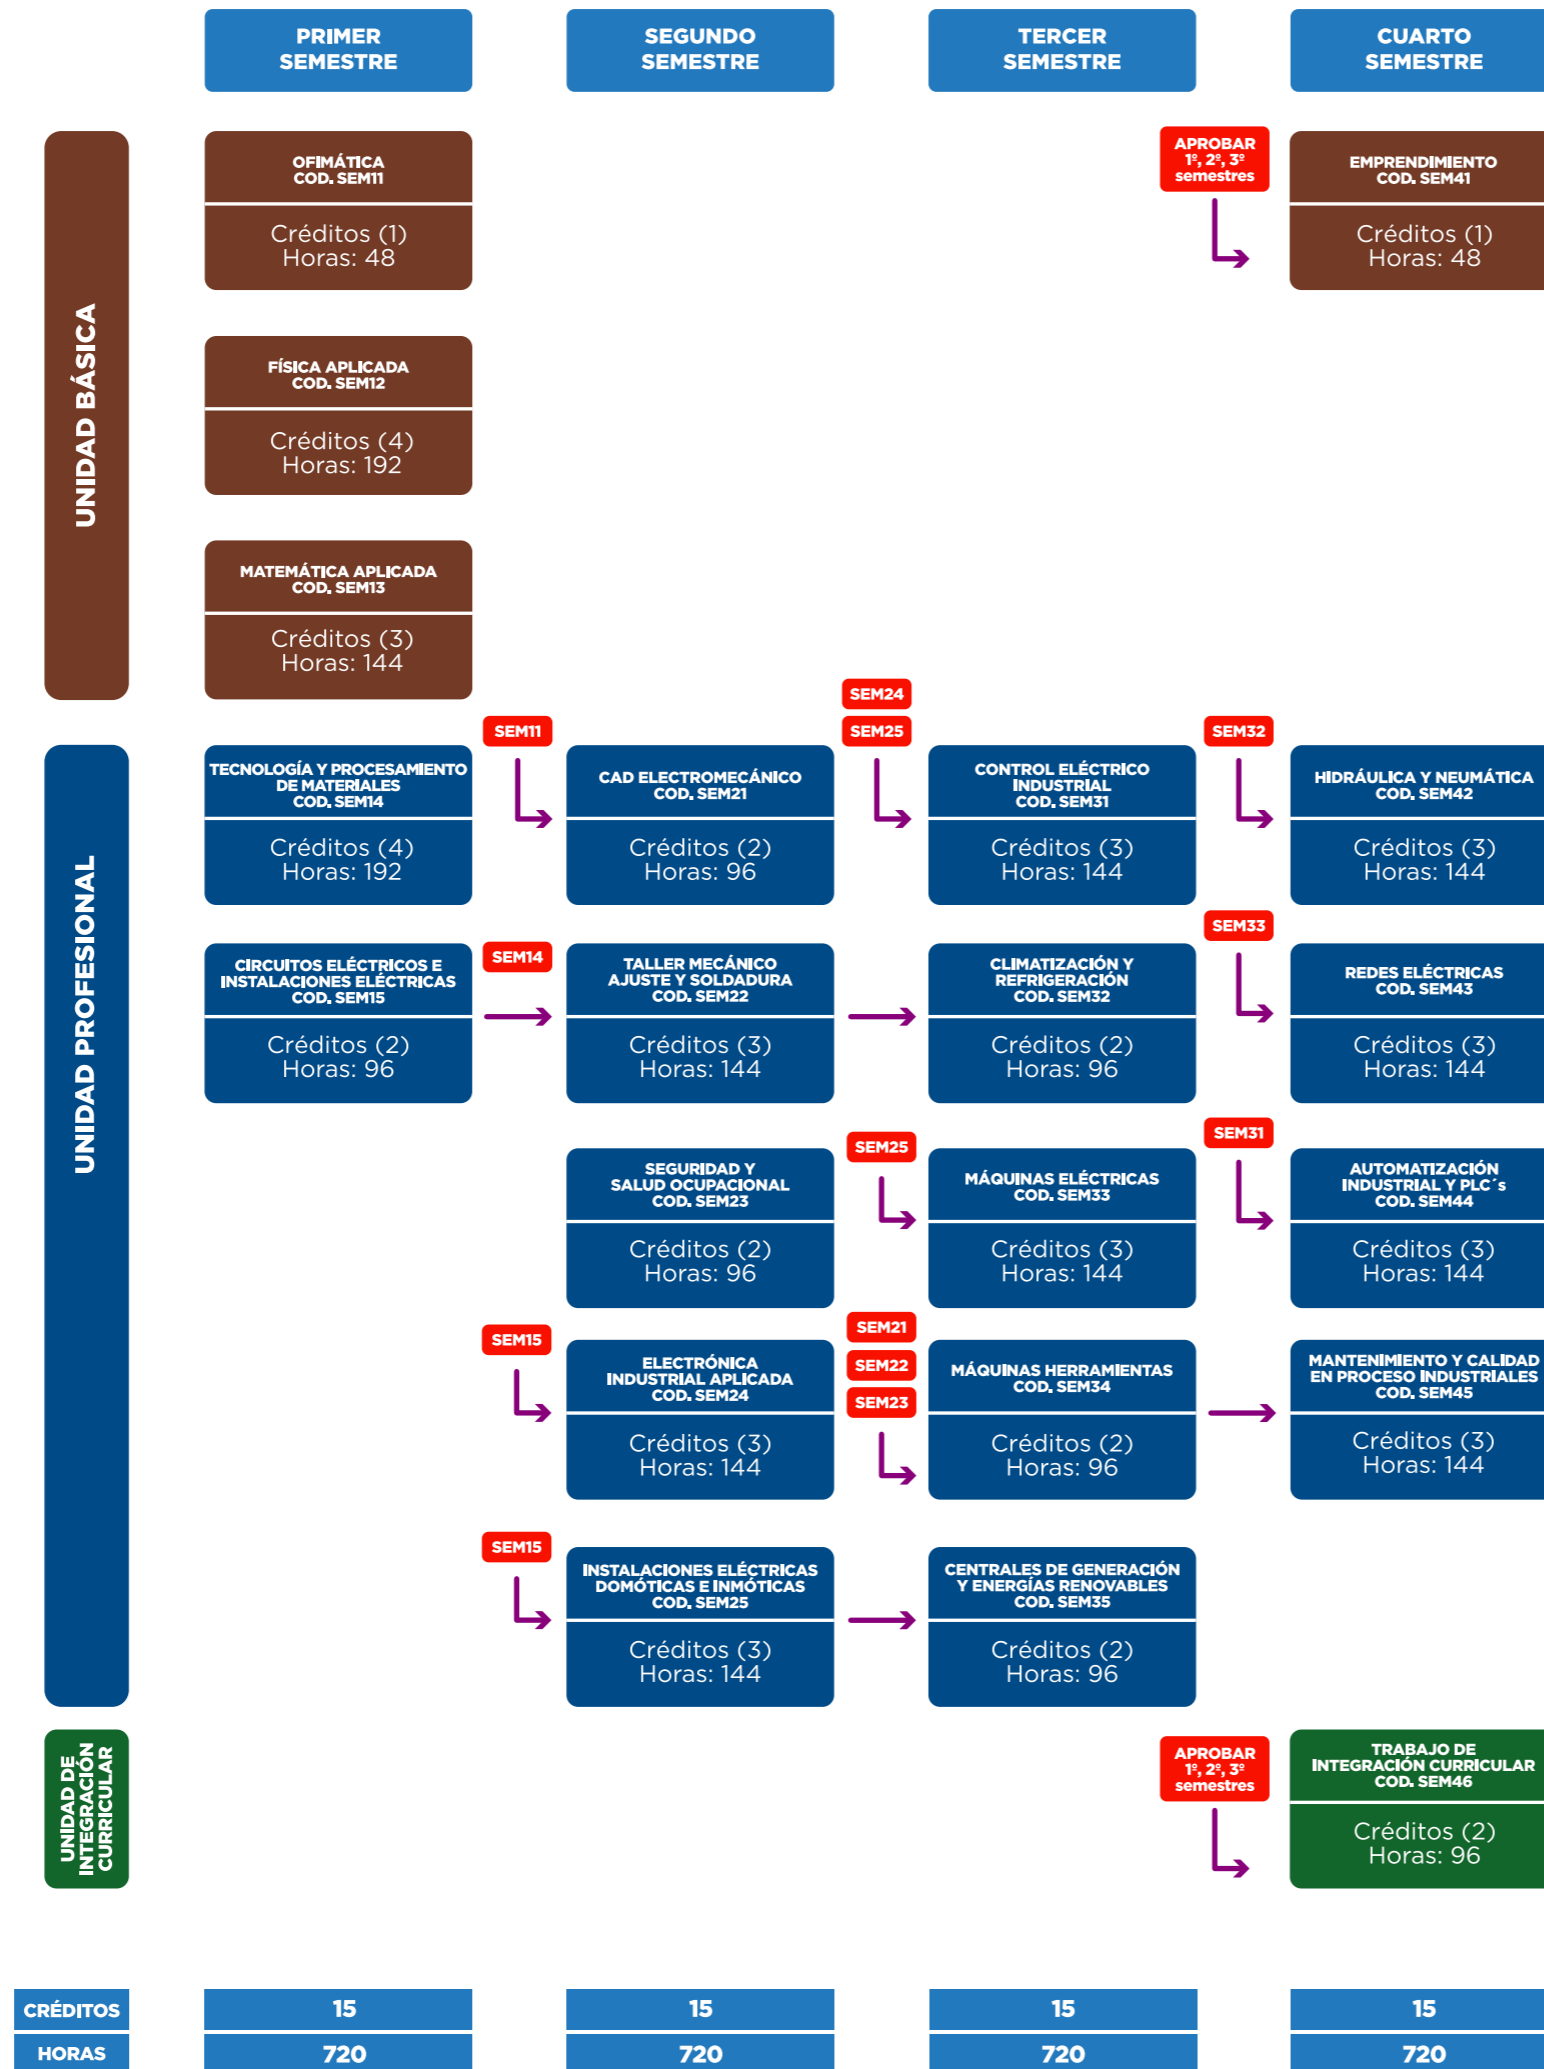 PRIMER
SEMESTRE
SEGUNDO
SEMESTRE
TERCER
SEMESTRE
CUARTO
SEMESTRE
UNIDAD BÁSICA
OFIMÁTICA
COD. SEM11
Créditos (1)
Horas: 48
APROBAR
1º, 2º, 3º
semestres
EMPRENDIMIENTO
COD. SEM41
Créditos (1)
Horas: 48
FÍSICA APLICADA
COD. SEM12
Créditos (4)
Horas: 192
MATEMÁTICA APLICADA
COD. SEM13
Créditos (3)
Horas: 144
UNIDAD PROFESIONAL
TECNOLOGÍA Y PROCESAMIENTO
DE MATERIALES
COD. SEM14
Créditos (4)
Horas: 192
SEM11
CAD ELECTROMECÁNICO
COD. SEM21
Créditos (2)
Horas: 96
SEM24
SEM25
CONTROL ELÉCTRICO
INDUSTRIAL
COD. SEM31
Créditos (3)
Horas: 144
SEM32
HIDRÁULICA Y NEUMÁTICA
COD. SEM42
Créditos (3)
Horas: 144
CIRCUITOS ELÉCTRICOS E
INSTALACIONES ELÉCTRICAS
COD. SEM15
Créditos (2)
Horas: 96
SEM14
TALLER MECÁNICO
AJUSTE Y SOLDADURA
COD. SEM22
Créditos (3)
Horas: 144
CLIMATIZACIÓN Y
REFRIGERACIÓN
COD. SEM32
Créditos (2)
Horas: 96
SEM33
REDES ELÉCTRICAS
COD. SEM43
Créditos (3)
Horas: 144
SEGURIDAD Y
SALUD OCUPACIONAL
COD. SEM23
Créditos (2)
Horas: 96
SEM25
MÁQUINAS ELÉCTRICAS
COD. SEM33
Créditos (3)
Horas: 144
SEM31
AUTOMATIZACIÓN
INDUSTRIAL Y PLC´s
COD. SEM44
Créditos (3)
Horas: 144
SEM15
ELECTRÓNICA
INDUSTRIAL APLICADA
COD. SEM24
Créditos (3)
Horas: 144
SEM21
SEM22
SEM23
MÁQUINAS HERRAMIENTAS
COD. SEM34
Créditos (2)
Horas: 96
MANTENIMIENTO Y CALIDAD
EN PROCESO INDUSTRIALES
COD. SEM45
Créditos (3)
Horas: 144
SEM15
INSTALACIONES ELÉCTRICAS
DOMÓTICAS E INMÓTICAS
COD. SEM25
Créditos (3)
Horas: 144
CENTRALES DE GENERACIÓN
Y ENERGÍAS RENOVABLES
COD. SEM35
Créditos (2)
Horas: 96
UNIDAD DE
INTEGRACIÓN
CURRICULAR
APROBAR
1º, 2º, 3º
semestres
TRABAJO DE
INTEGRACIÓN CURRICULAR
COD. SEM46
Créditos (2)
Horas: 96
CRÉDITOS 15 15 15 15
HORAS 720 720 720 720